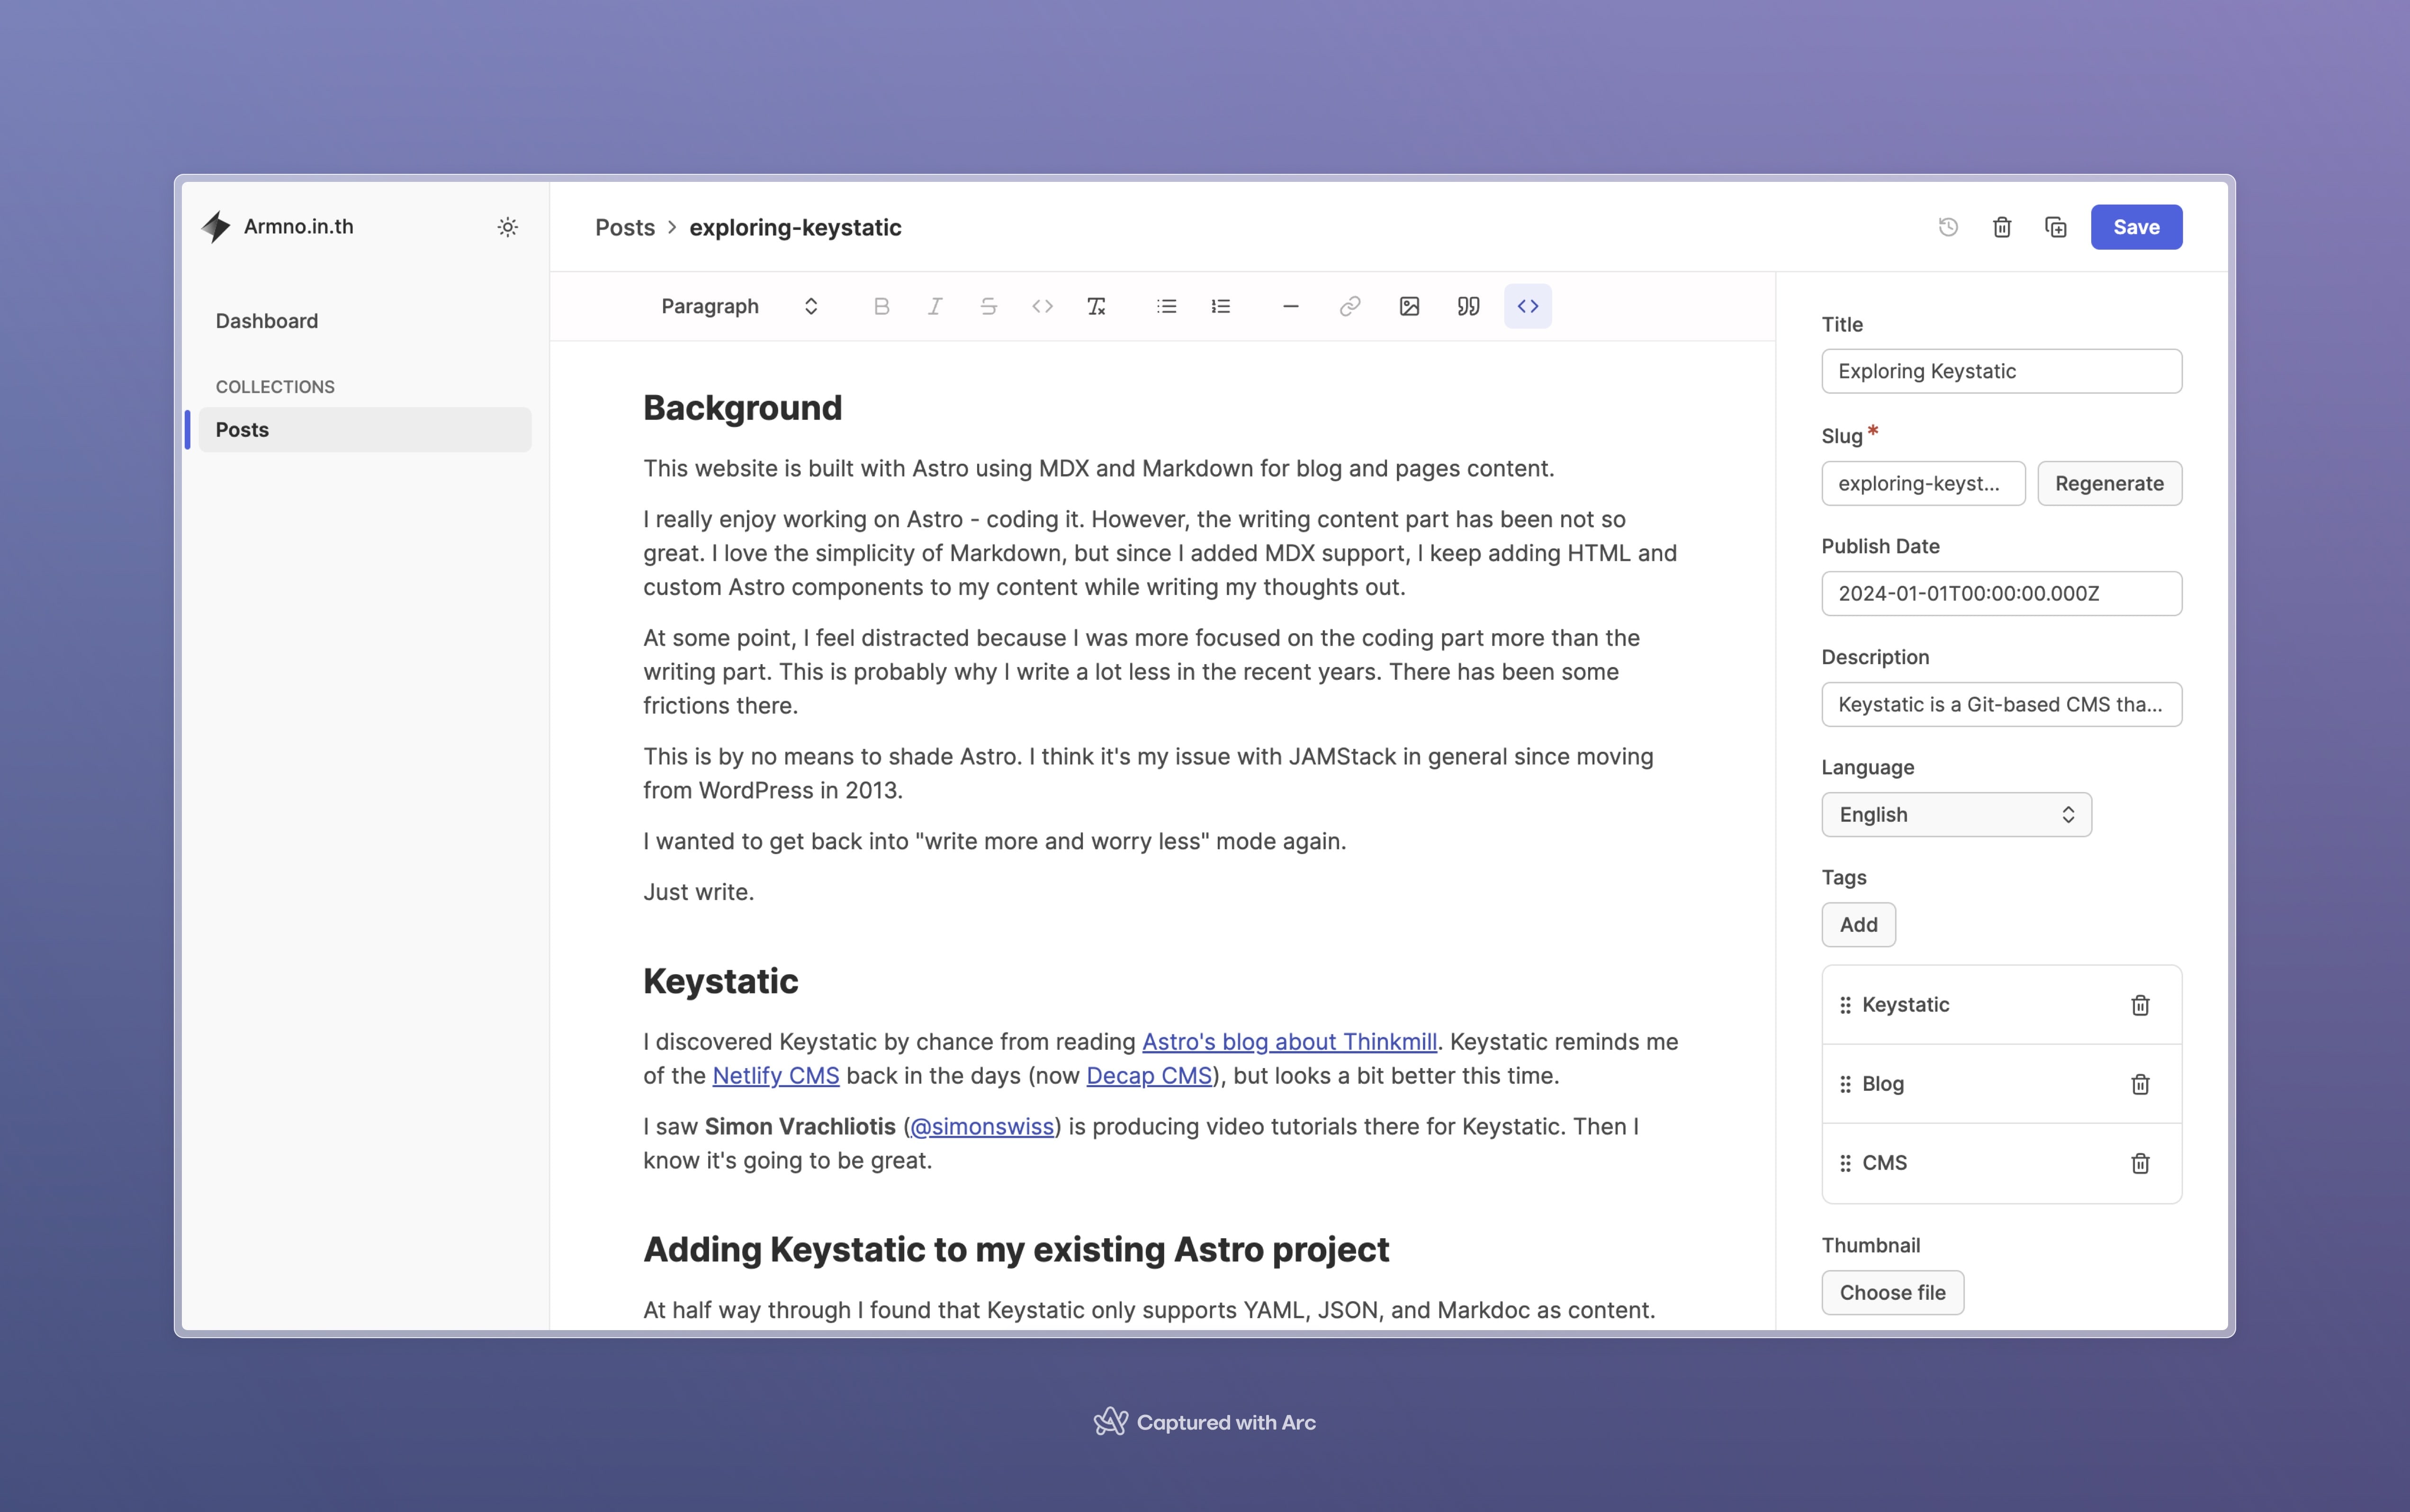 Armno.in.th
Dashboard
COLLECTIONS
Posts
Posts > exploring-keystatic
Save
Paragraph
Background
This website is built with Astro using MDX and Markdown for blog and pages content.
I really enjoy working on Astro - coding it. However, the writing content part has been not so
great. I love the simplicity of Markdown, but since I added MDX support, I keep adding HTML and
custom Astro components to my content while writing my thoughts out.
At some point, I feel distracted because I was more focused on the coding part more than the
writing part. This is probably why I write a lot less in the recent years. There has been some
frictions there.
This is by no means to shade Astro. I think it's my issue with JAMStack in general since moving
from WordPress in 2013.
I wanted to get back into "write more and worry less" mode again.
Just write.
Keystatic
I discovered Keystatic by chance from reading Astro's blog about Thinkmill. Keystatic reminds me
of the Netlify CMS back in the days (now Decap CMS), but looks a bit better this time.
I saw Simon Vrachliotis (@simonswiss) is producing video tutorials there for Keystatic. Then I
know it's going to be great.
Adding Keystatic to my existing Astro project
At half way through I found that Keystatic only supports YAML, JSON, and Markdoc as content.
Title
Exploring Keystatic
Slug *
exploring-keyst...
Regenerate
Publish Date
2024-01-01T00:00:00.000Z
Description
Keystatic is a Git-based CMS tha...
Language
English
Tags
Add
Keystatic
Blog
CMS
Thumbnail
Choose file
Captured with Arc